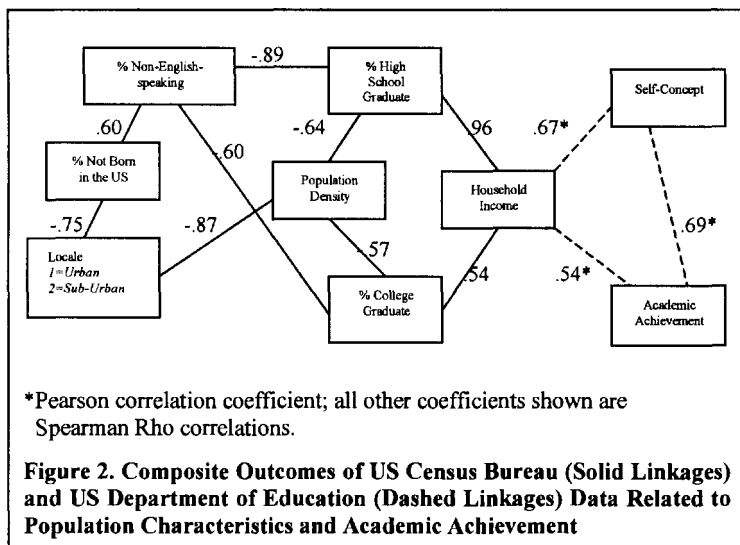 -.89
% Non-English-
speaking
% High
School
Graduate
Self-Concept
.60
-.64
-.60
.96
.67*
% Not Born
in the US
Population
Density
Household
Income
-.75
-.87
-.57
.54
.54*
.69*
Locale
1=Urban
2=Sub-Urban
% College
Graduate
Academic
Achievement
*Pearson correlation coefficient; all other coefficients shown are
Spearman Rho correlations.
Figure 2. Composite Outcomes of US Census Bureau (Solid Linkages)
and US Department of Education (Dashed Linkages) Data Related to
Population Characteristics and Academic Achievement